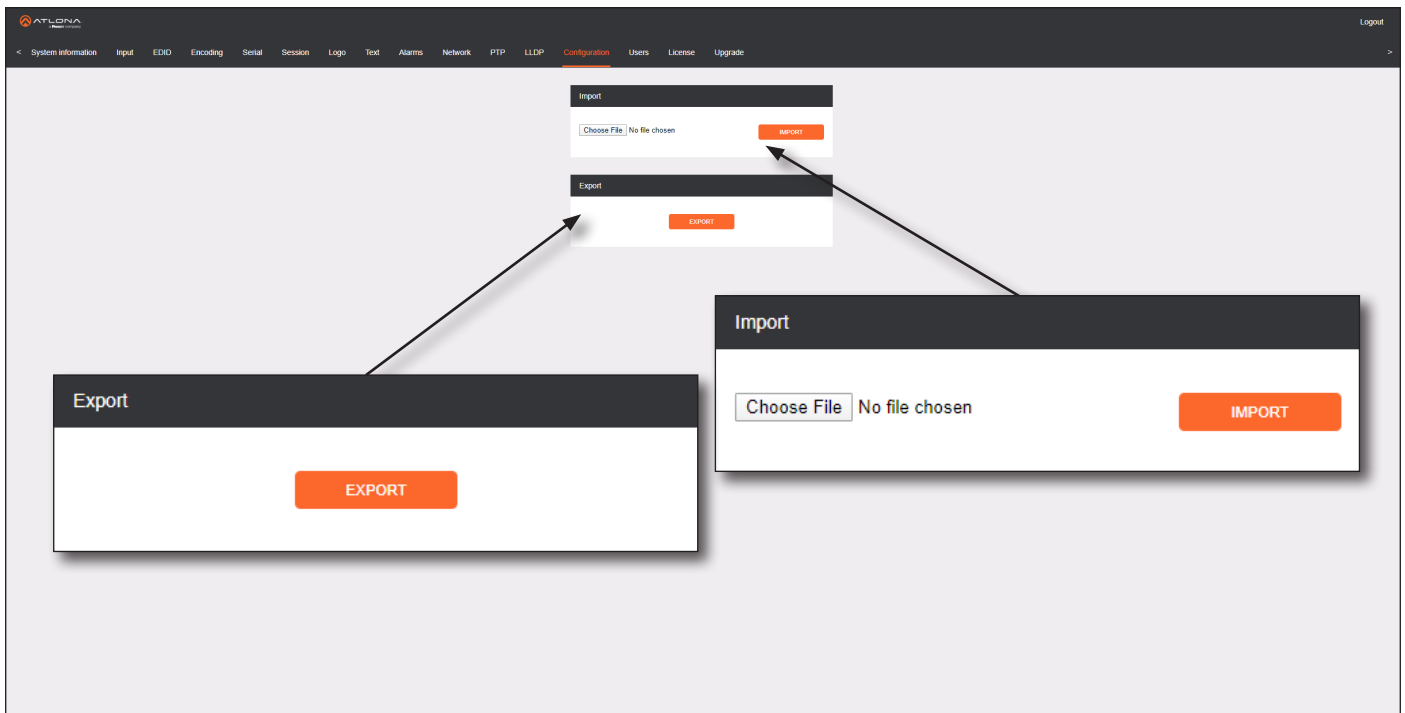 ATLONA
Logout
< System information Input EDID Encoding Serial Session Logo Text Alarms Network PTP LLDP Configuration Users License Upgrade >
Import
Choose File No file chosen IMPORT
Export
EXPORT
Import
Choose File No file chosen IMPORT
Export
EXPORT